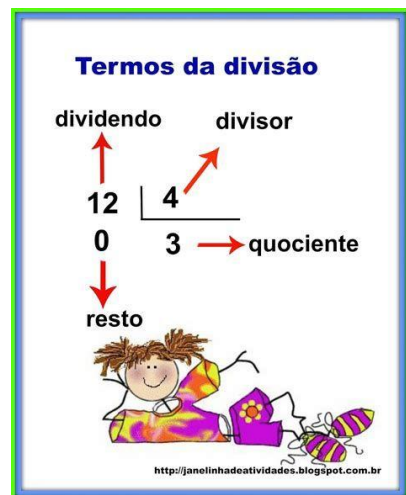 Termos da divisão
dividendo
divisor
12
4
0
3
quociente
resto
http://janelinhadeatividades.blogspot.com.br